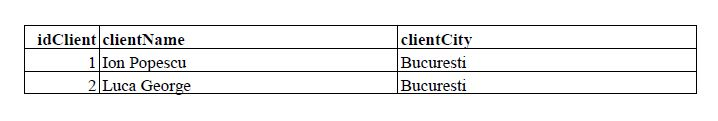 idClient clientName clientCity
1 Ion Popescu Bucuresti
2 Luca George Bucuresti